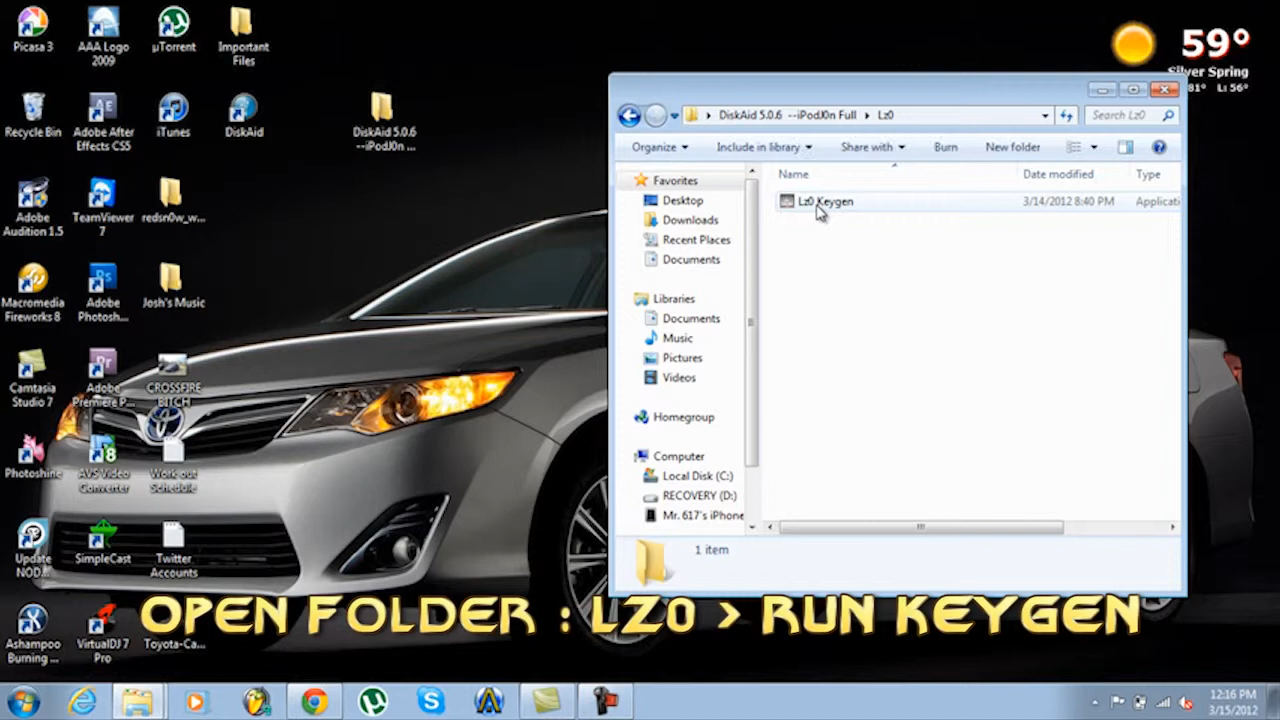 Picasa 3
AAA Logo
2009
µTorrent
Important
Files
Recycle Bin
Adobe After
Effects CS5
iTunes
DiskAid
DiskAid 5.0.6
--iPodJ0n ...
Adobe
Audition 1.5
TeamViewer
7
redsn0w_w...
Macromedia
Fireworks 8
Adobe
Photosh...
Josh's Music
Camtasia
Studio 7
Adobe
Premiere P...
CROSSFIRE
BITCH
Photoshine
AVS Video
Converter
Work out
Schedule
Update
NOD...
SimpleCast
Twitter
Accounts
Ashampoo
Burning ...
VirtualDJ 7
Pro
Toyota-Ca...
59°
Silver Spring
81° L: 56°
DiskAid 5.0.6 --iPodJ0n Full
Lz0
Search Lz0
Organize
Include in library
Share with
Burn
New folder
Name
Date modified
Type
Lz0 Keygen
3/14/2012 8:40 PM
Applicati
Favorites
Desktop
Downloads
Recent Places
Documents
Libraries
Documents
Music
Pictures
Videos
Homegroup
Computer
Local Disk (C:)
RECOVERY (D:)
Mr. 617's iPhone
1 item
OPEN FOLDER : LZ0 > RUN KEYGEN
12:16 PM
3/15/2012